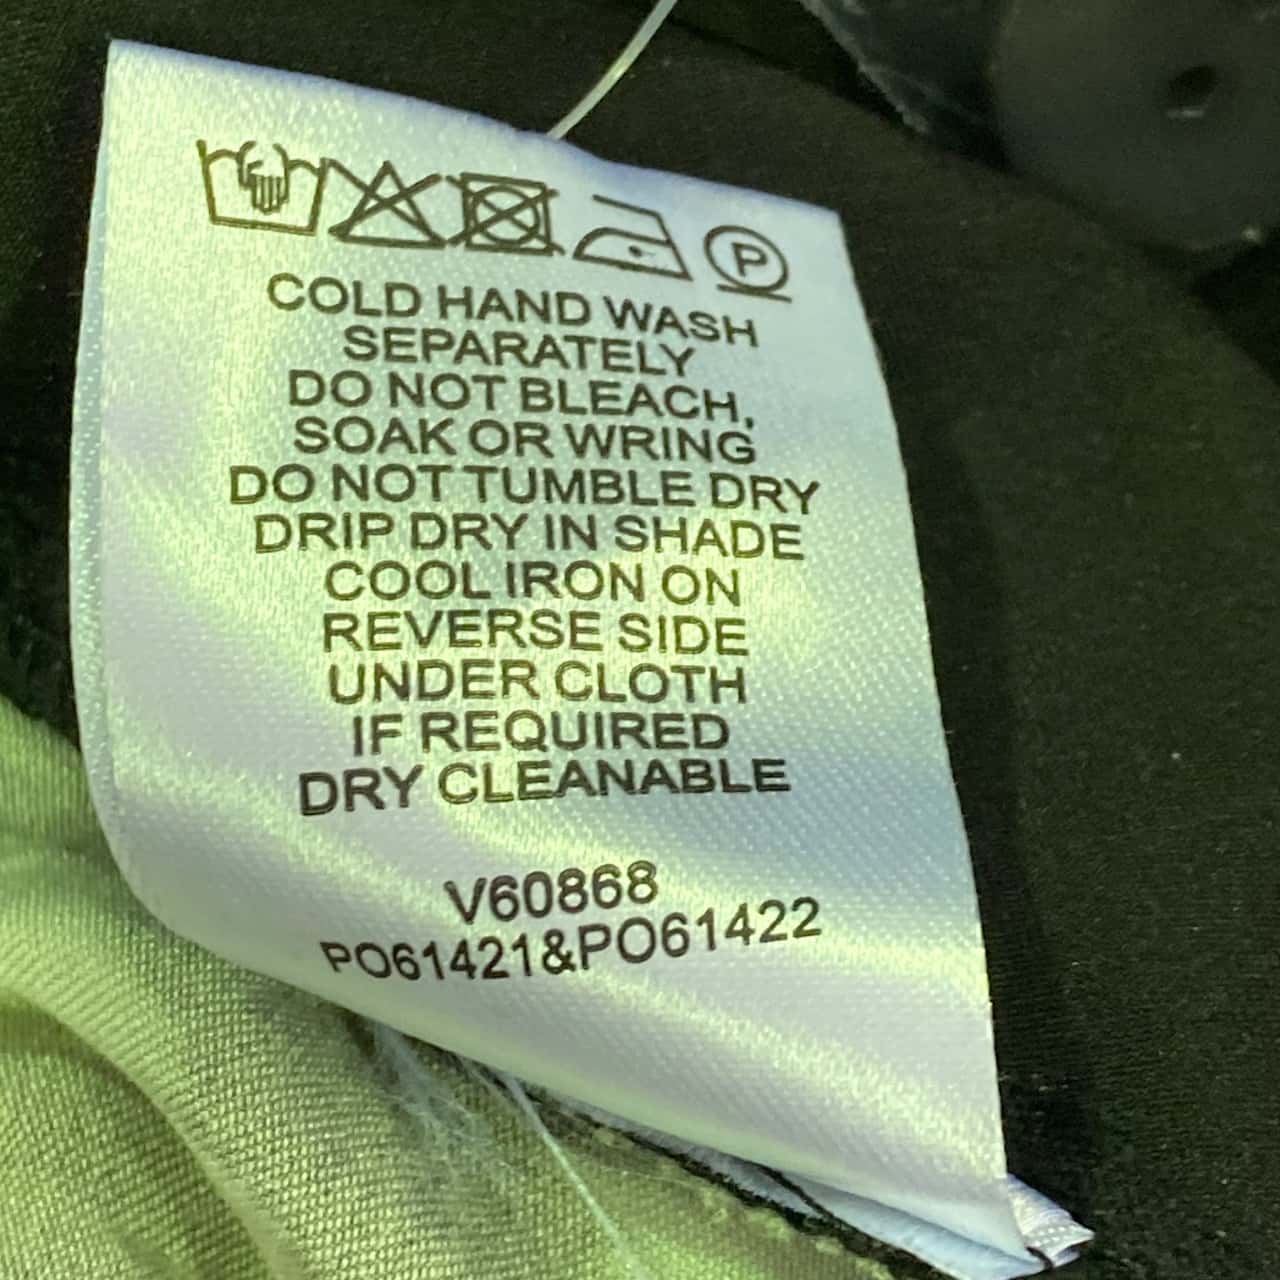 P
COLD HAND WASH
SEPARATELY
DO NOT BLEACH,
SOAK OR WRING
DO NOT TUMBLE DRY
DRIP DRY IN SHADE
COOL IRON ON
REVERSE SIDE
UNDER CLOTH
IF REQUIRED
DRY CLEANABLE
V60868
PO61421&PO61422